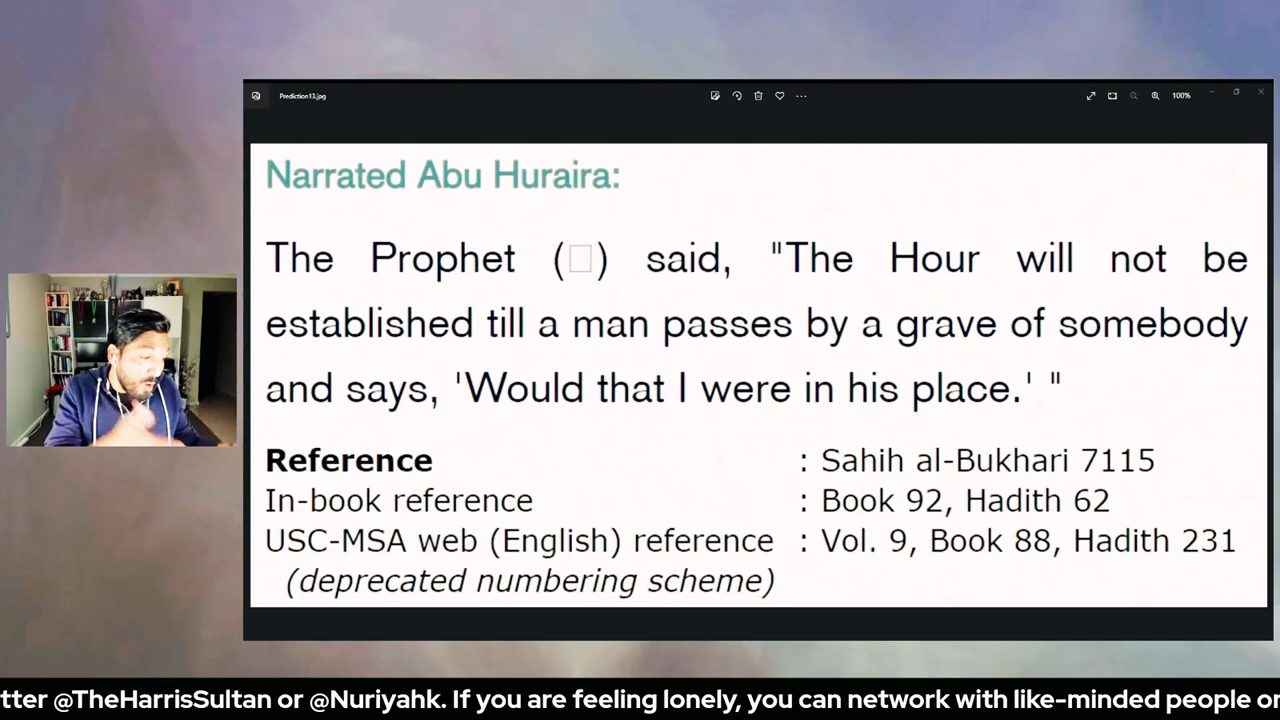 Prediction13.jpg
100%
Narrated Abu Huraira:
The Prophet (□) said, "The Hour will not be
established till a man passes by a grave of somebody
and says, 'Would that I were in his place.' "
Reference : Sahih al-Bukhari 7115
In-book reference : Book 92, Hadith 62
USC-MSA web (English) reference : Vol. 9, Book 88, Hadith 231
(deprecated numbering scheme)
tter @TheHarrisSultan or @Nuriyahk. If you are feeling lonely, you can network with like-minded people on